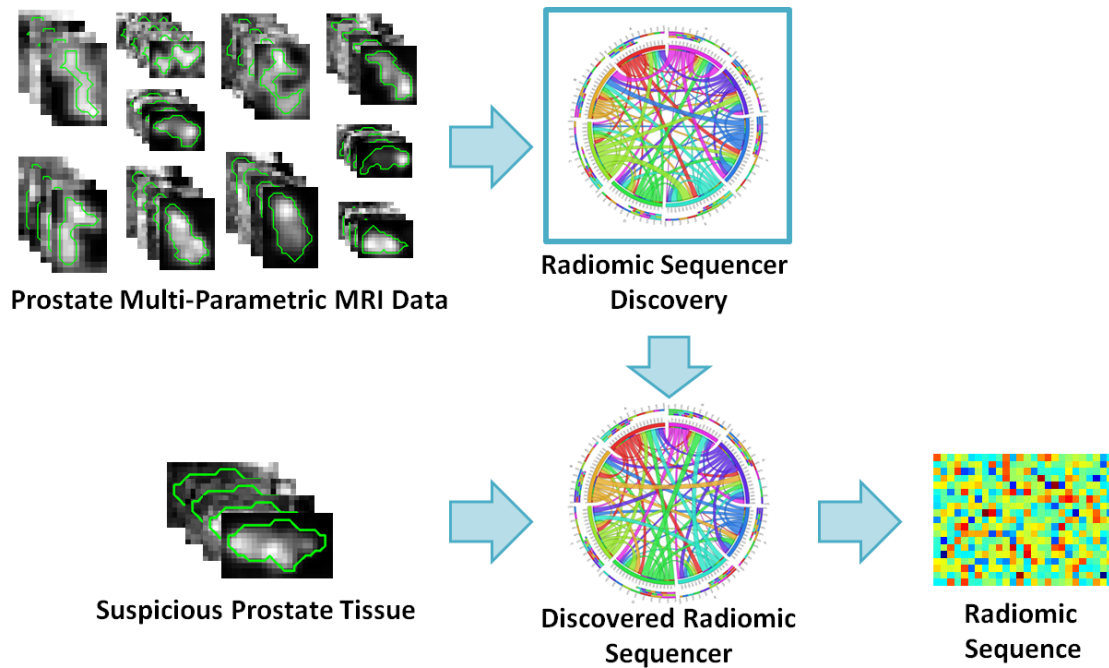 Prostate Multi-Parametric MRI Data
Radiomic Sequencer
Discovery
Suspicious Prostate Tissue
Discovered Radiomic
Sequencer
Radiomic
Sequence